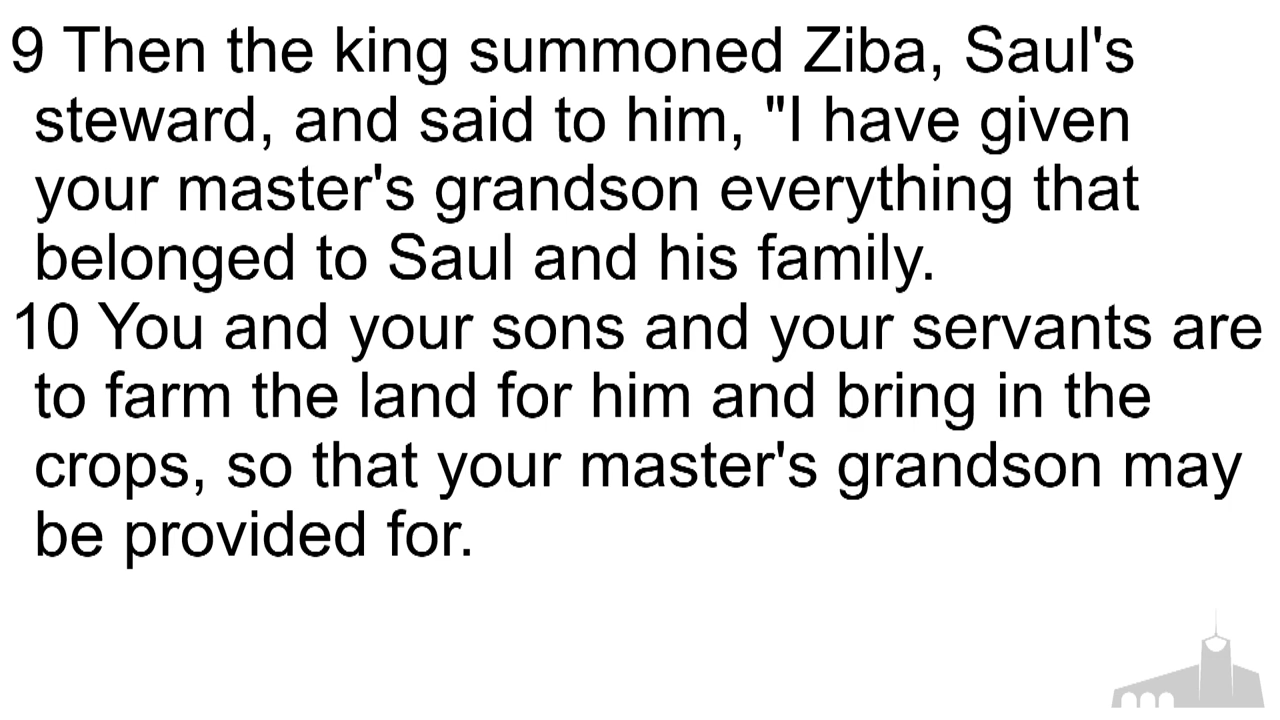 9 Then the king summoned Ziba, Saul's
steward, and said to him, "I have given
your master's grandson everything that
belonged to Saul and his family.
10 You and your sons and your servants are
to farm the land for him and bring in the
crops, so that your master's grandson may
be provided for.